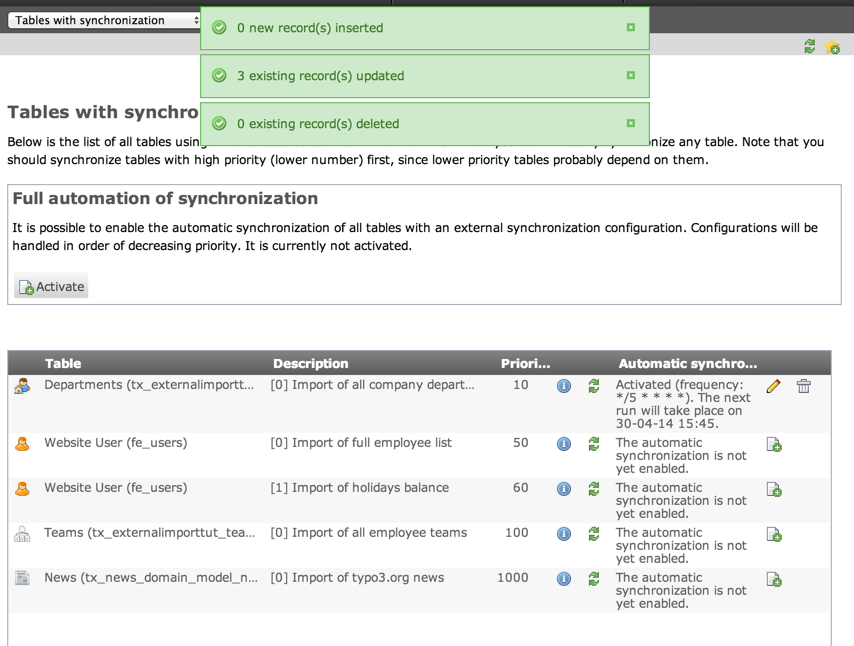 Tables with synchronization
0 new record(s) inserted
3 existing record(s) updated
0 existing record(s) deleted
Tables with synchro
Below is the list of all tables using nize any table. Note that you
should synchronize tables with high priority (lower number) first, since lower priority tables probably depend on them.
Full automation of synchronization
It is possible to enable the automatic synchronization of all tables with an external synchronization configuration. Configurations will be
handled in order of decreasing priority. It is currently not activated.
Activate
Table Description Priori... Automatic synchro...
Departments (tx_externalimportt... [0] Import of all company depart... 10 Activated (frequency:
*/5 * * * *). The next
run will take place on
30-04-14 15:45.
Website User (fe_users) [0] Import of full employee list 50 The automatic
synchronization is not
yet enabled.
Website User (fe_users) [1] Import of holidays balance 60 The automatic
synchronization is not
yet enabled.
Teams (tx_externalimporttut_tea... [0] Import of all employee teams 100 The automatic
synchronization is not
yet enabled.
News (tx_news_domain_model_n... [0] Import of typo3.org news 1000 The automatic
synchronization is not
yet enabled.